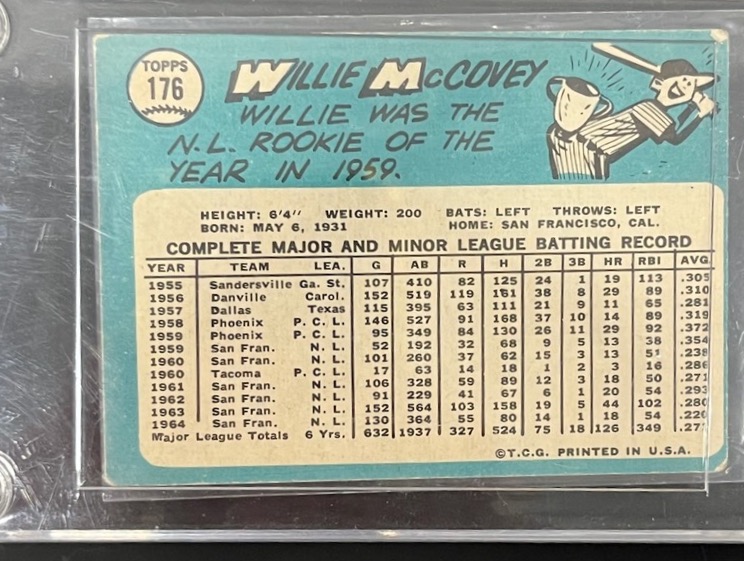 TOPPS
176
WILLIE McCOVEY
WILLIE WAS THE
N.L. ROOKIE OF THE
YEAR IN 1959.
HEIGHT: 6'4" WEIGHT: 200 BATS: LEFT THROWS: LEFT
BORN: MAY 6, 1931 HOME: SAN FRANCISCO, CAL.
COMPLETE MAJOR AND MINOR LEAGUE BATTING RECORD
YEAR TEAM LEA. G AB R H 2B 3B HR RBI AVG.
1955 Sandersville Ga. St. 107 410 82 125 24 1 19 113 .305
1956 Danville Carol. 152 519 119 161 38 8 29 89 .310
1957 Dallas Texas 115 395 63 111 21 9 11 65 .281
1958 Phoenix P. C. L. 146 527 91 168 37 10 14 89 .319
1959 Phoenix P. C. L. 95 349 84 130 26 11 29 92 .372
1959 San Fran. N. L. 52 192 32 68 9 5 13 38 .354
1960 San Fran. N. L. 101 260 37 62 15 3 13 51 .238
1960 Tacoma P. C. L. 17 63 14 18 1 2 3 16 .286
1961 San Fran. N. L. 106 328 59 89 12 3 18 50 .271
1962 San Fran. N. L. 91 229 41 67 6 1 20 54 .293
1963 San Fran. N. L. 152 564 103 158 19 5 44 102 .280
1964 San Fran. N. L. 130 364 55 80 14 1 18 54 .220
Major League Totals 6 Yrs. 632 1937 327 524 75 18 126 349
©T.C.G. PRINTED IN U.S.A.